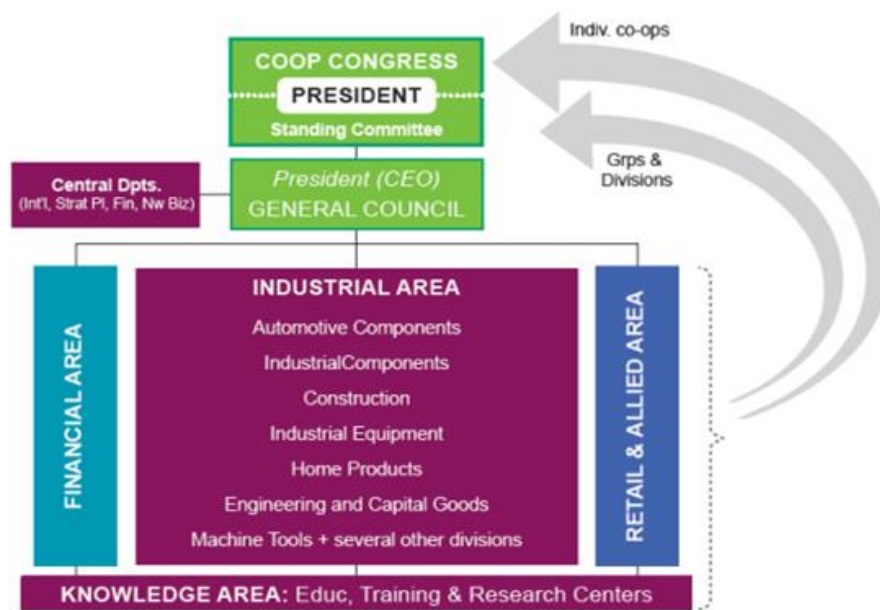 Indiv. co-ops
COOP CONGRESS
PRESIDENT
Standing Committee
Grps &
Divisions
Central Dpts.
(Int'l, Strat Pl, Fin, Nw Biz)
President (CEO)
GENERAL COUNCIL
FINANCIAL AREA
INDUSTRIAL AREA
Automotive Components
IndustrialComponents
Construction
Industrial Equipment
Home Products
Engineering and Capital Goods
Machine Tools + several other divisions
RETAIL & ALLIED AREA
KNOWLEDGE AREA: Educ, Training & Research Centers